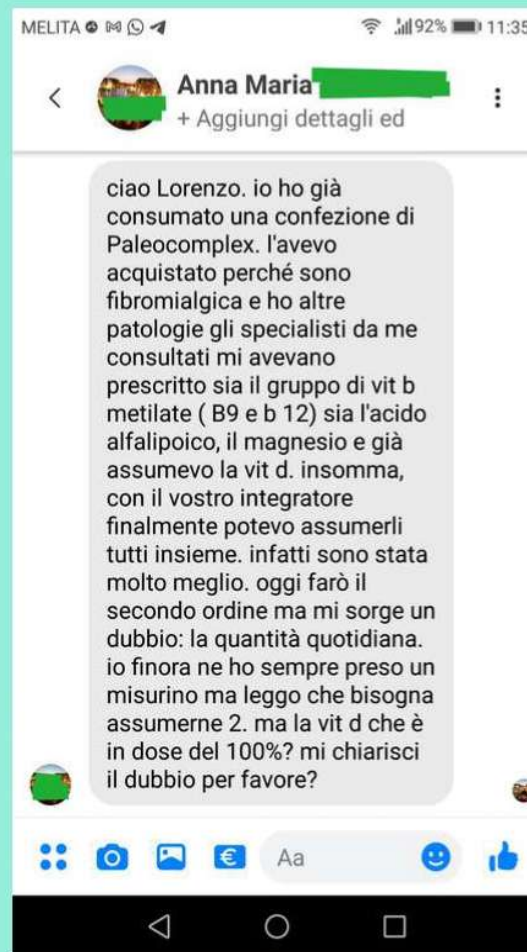 MELITA 92% 11:35
Anna Maria
+ Aggiungi dettagli ed
ciao Lorenzo. io ho già
consumato una confezione di
Paleocomplex. l'avevo
acquistato perché sono
fibromialgica e ho altre
patologie gli specialisti da me
consultati mi avevano
prescritto sia il gruppo di vit b
metilate ( B9 e b 12) sia l'acido
alfalipoico, il magnesio e già
assumevo la vit d. insomma,
con il vostro integratore
finalmente potevo assumerli
tutti insieme. infatti sono stata
molto meglio. oggi farò il
secondo ordine ma mi sorge un
dubbio: la quantità quotidiana.
io finora ne ho sempre preso un
misurino ma leggo che bisogna
assumerne 2. ma la vit d che è
in dose del 100%? mi chiarisci
il dubbio per favore?
€ Aa